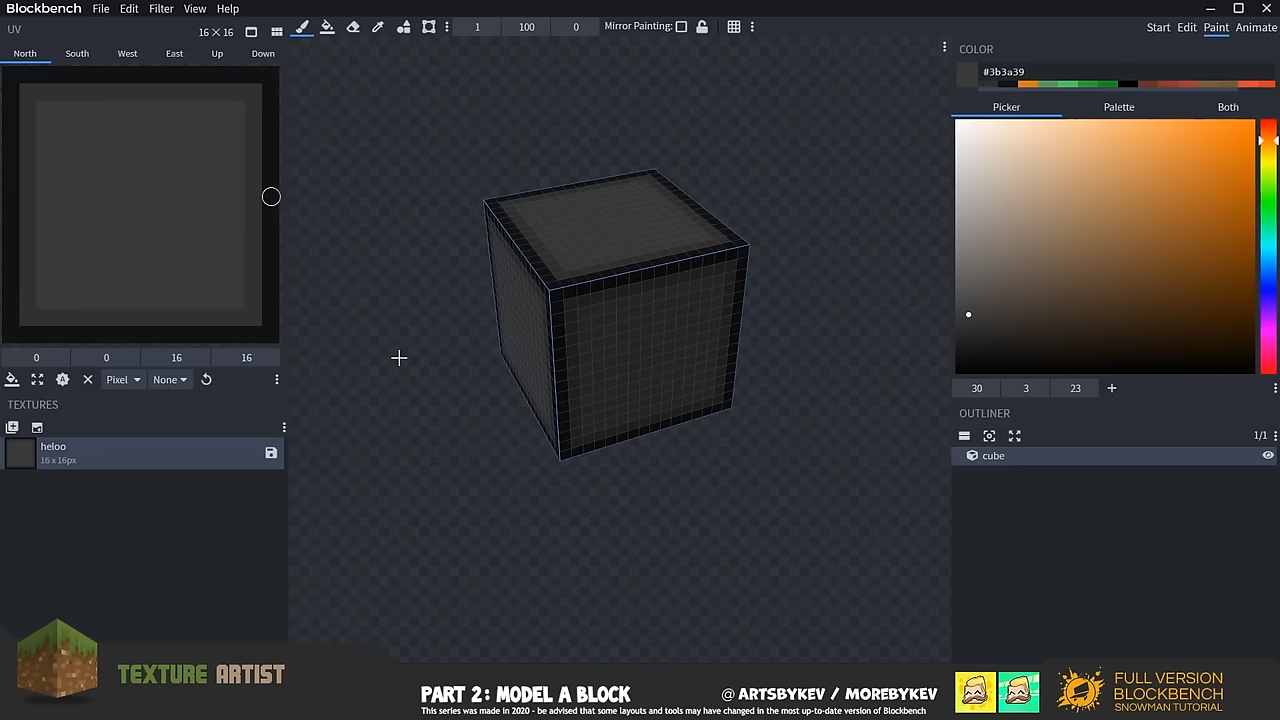 Blockbench File Edit Filter View Help
UV 16 × 16
1 100 0 Mirror Painting:
Start Edit Paint Animate
North South West East Up Down
COLOR
#3b3a39
Picker Palette Both
0 0 16 16
Pixel None
30 3 23 +
TEXTURES
heloo
16 x 16px
OUTLINER
1/1
cube
TEXTURE ARTIST
PART 2: MODEL A BLOCK
@ARTSBYKEV / MOREBYKEV
This series was made in 2020 - be advised that some layouts and tools may have changed in the most up-to-date version of Blockbench
FULL VERSION
BLOCKBENCH
SNOWMAN TUTORIAL